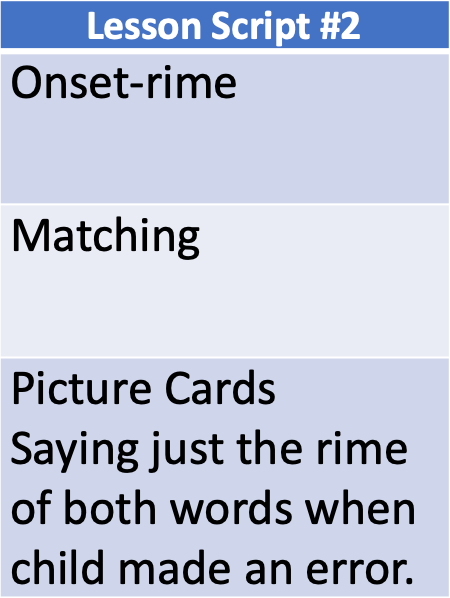 Lesson Script #2
Onset-rime
Matching
Picture Cards
Saying just the rime
of both words when
child made an error.